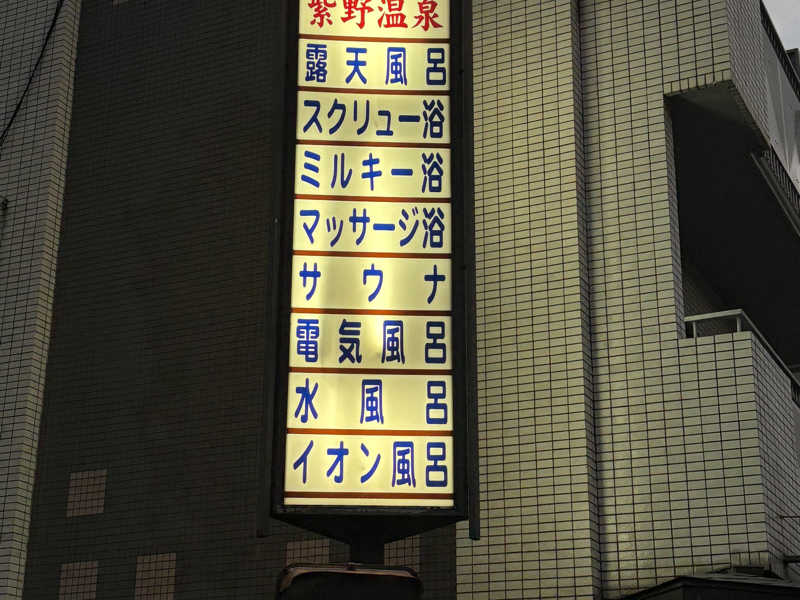 紫野温泉
露天風呂
スクリュー浴
ミルキー浴
マッサージ浴
サウナ
電気風呂
水風呂
イオン風呂